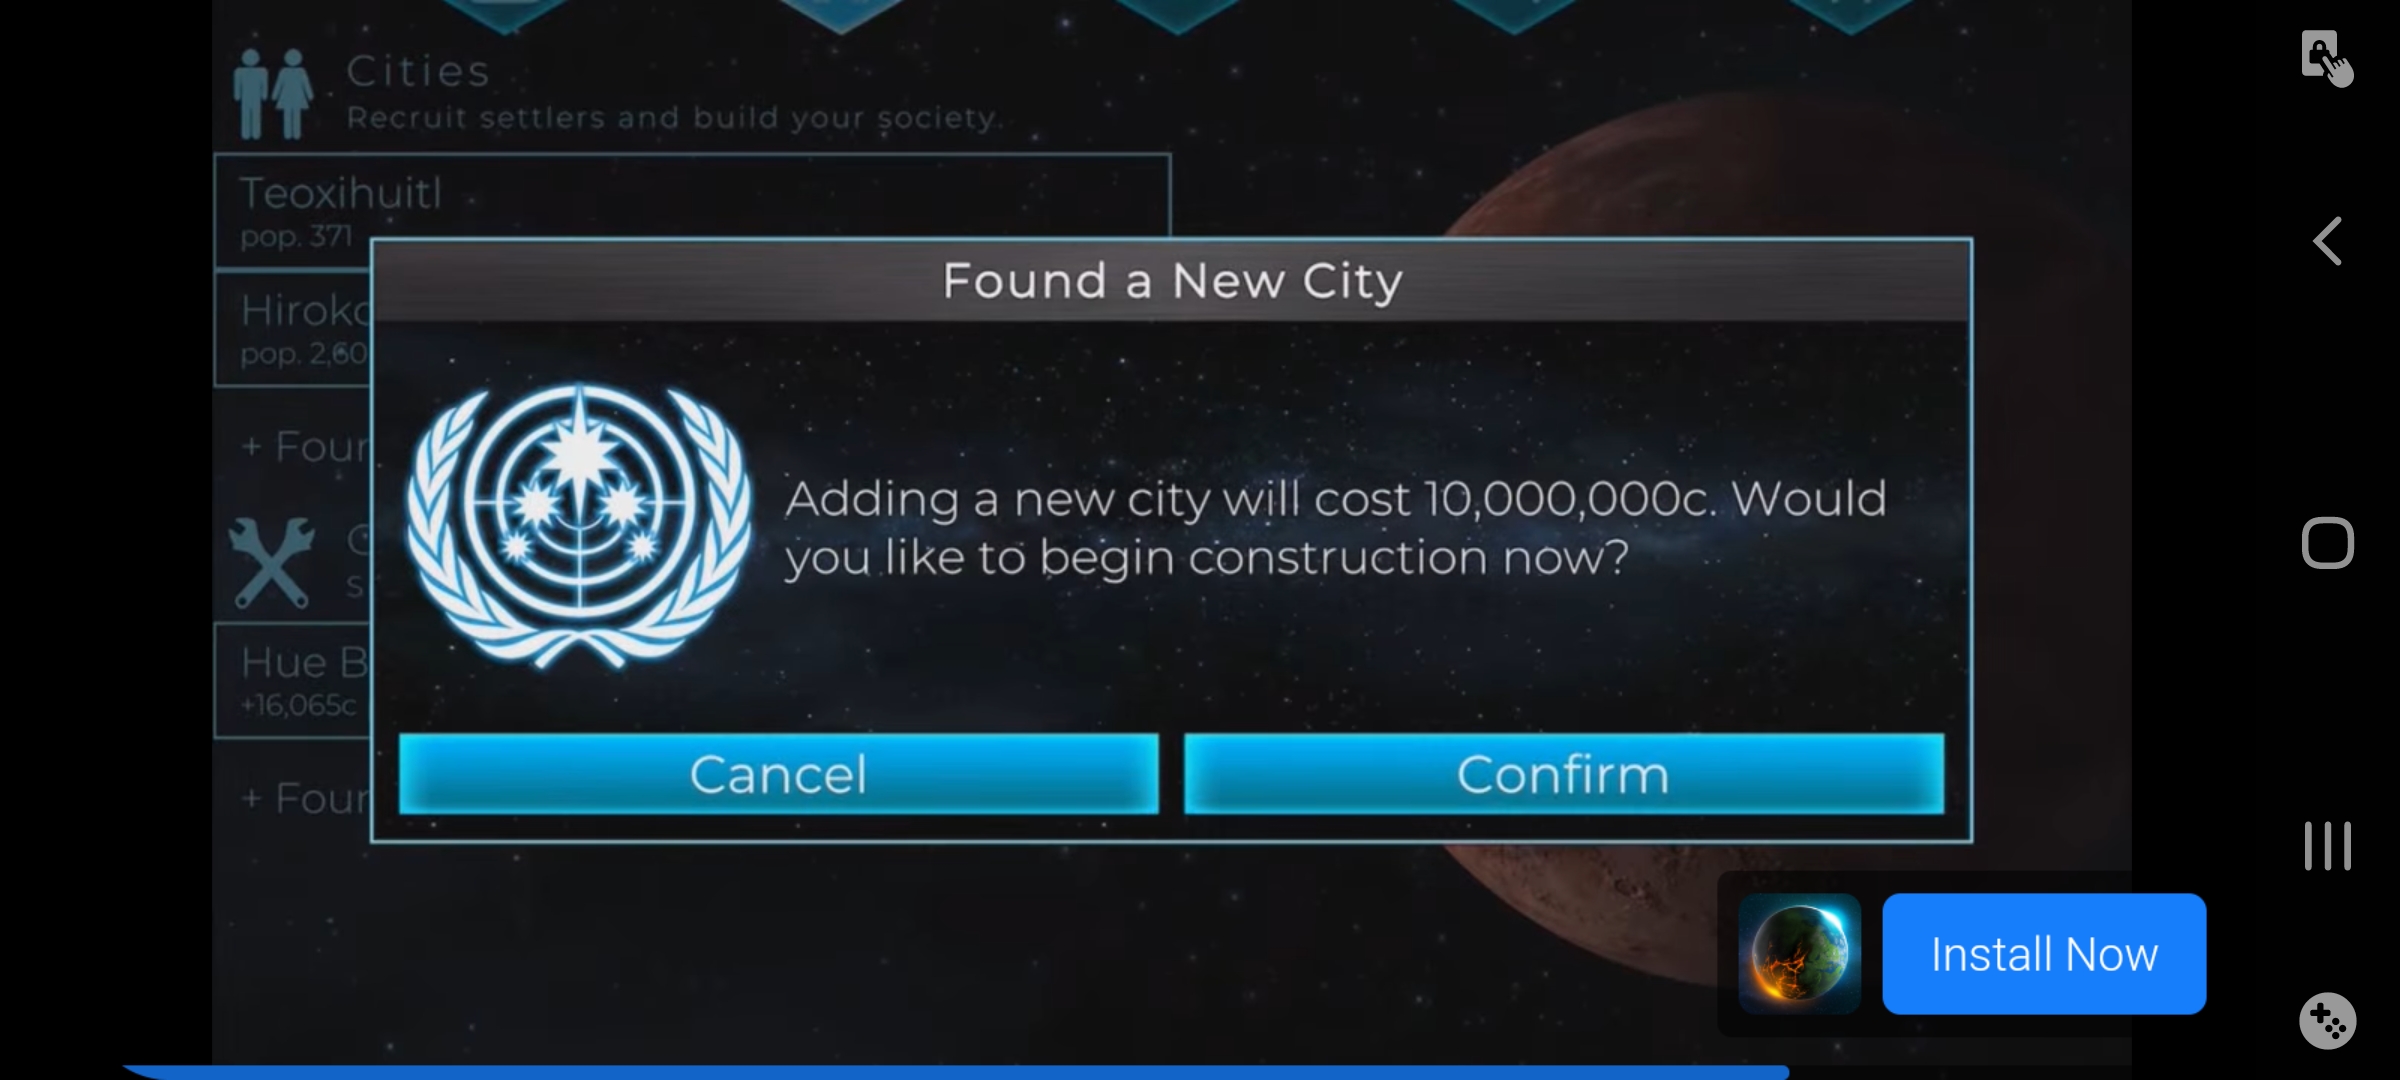 Cities
Recruit settlers and build your society.
Teoxihuitl
pop. 371
pop. 2,60
Found a New City
Adding a new city will cost 10,000,000c. Would
you like to begin construction now?
+
Hue B
+16,065c
Cancel
Confirm
+
Install Now